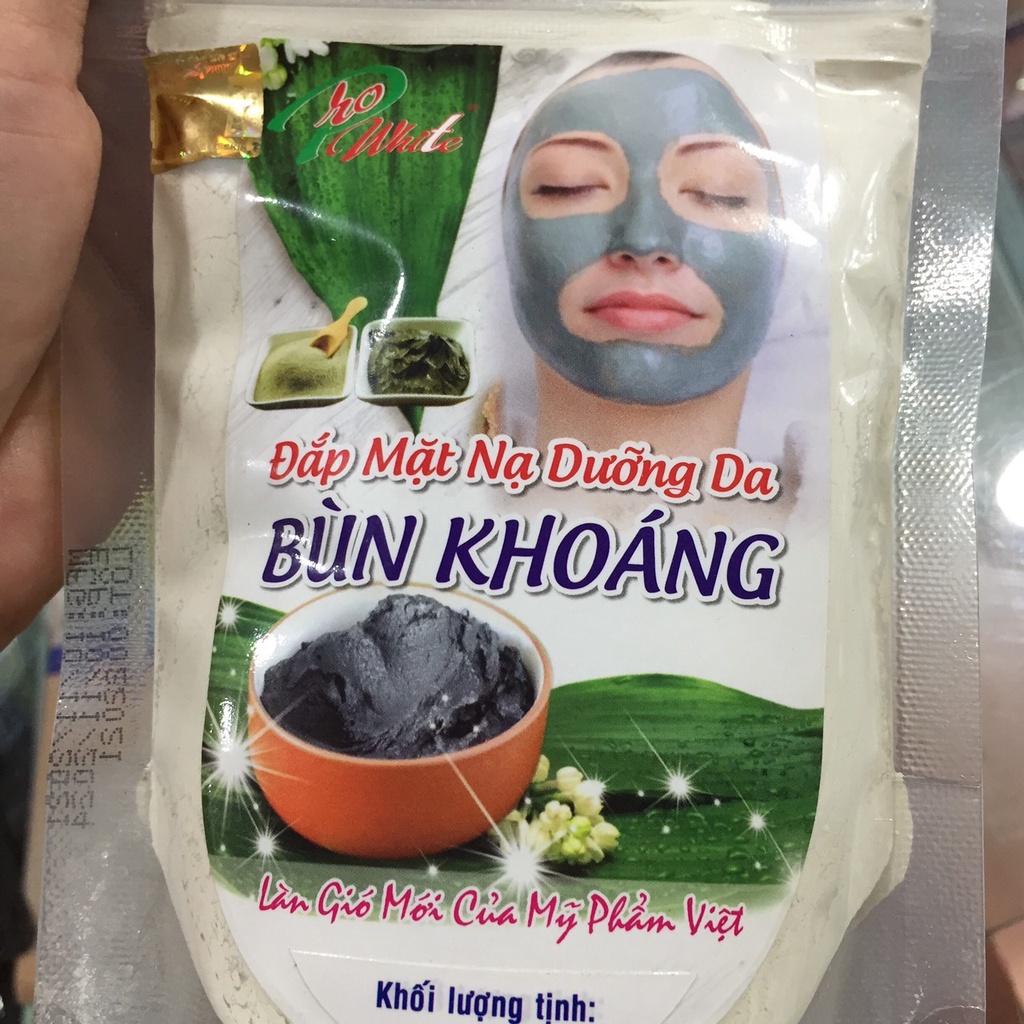 Pro
White
Đắp Mặt Nạ Dưỡng Da
BÙN KHOÁNG
Làn Gió Mới Của Mỹ Phẩm Việt
Khối lượng tịnh: